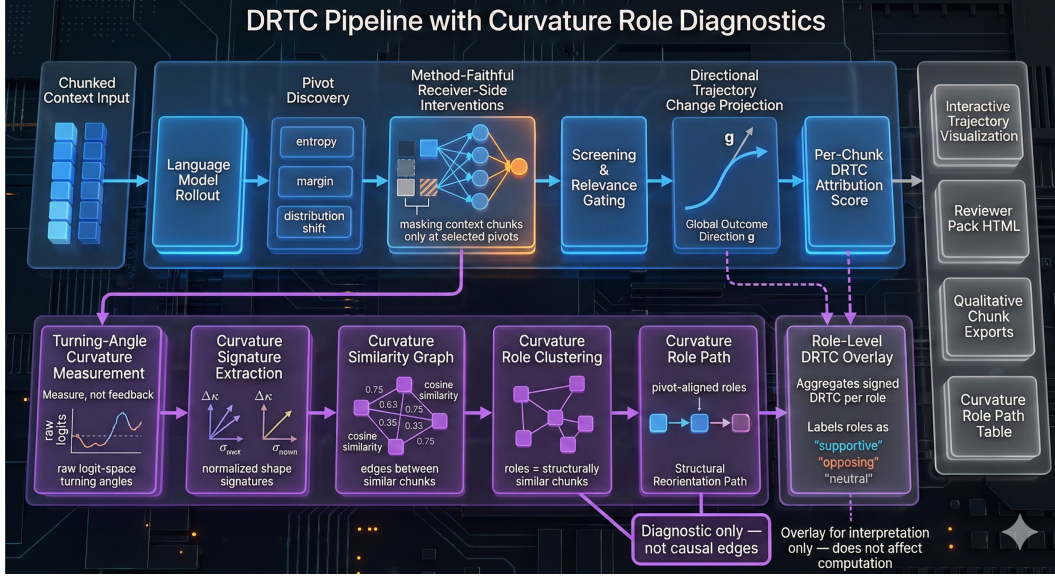 DRTC Pipeline with Curvature Role Diagnostics
Chunked
Context Input
Language
Model
Rollout
Pivot
Discovery
entropy
margin
distribution
shift
Method-Faithful
Receiver-Side
Interventions
masking context chunks
only at selected pivots
Screening
&
Relevance
Gating
Directional
Trajectory
Change Projection
g
Global Outcome
Direction g
Per-Chunk
DRTC
Attribution
Score
Interactive
Trajectory
Visualization
Reviewer
Pack HTML
Qualitative
Chunk
Exports
Curvature
Role Path
Table
Turning-Angle
Curvature
Measurement
Measure, not feedback
raw
logits
raw logit-space
turning angles
Curvature
Signature
Extraction
Δκ
Δκ
σ
σ
normalized shape
signatures
Curvature
Similarity Graph
0.75
cosine
similarity
0.63
0.75
0.35
0.33
0.75
cosine
similarity
edges between
similar chunks
Curvature
Role Clustering
roles = structurally
similar chunks
Curvature
Role Path
pivot-aligned roles
Structural
Reorientation Path
Role-Level
DRTC Overlay
Aggregates signed
DRTC per role
Labels roles as
"supportive"
"opposing"
"neutral"
Diagnostic only —
not causal edges
Overlay for interpretation
only — does not affect
computation